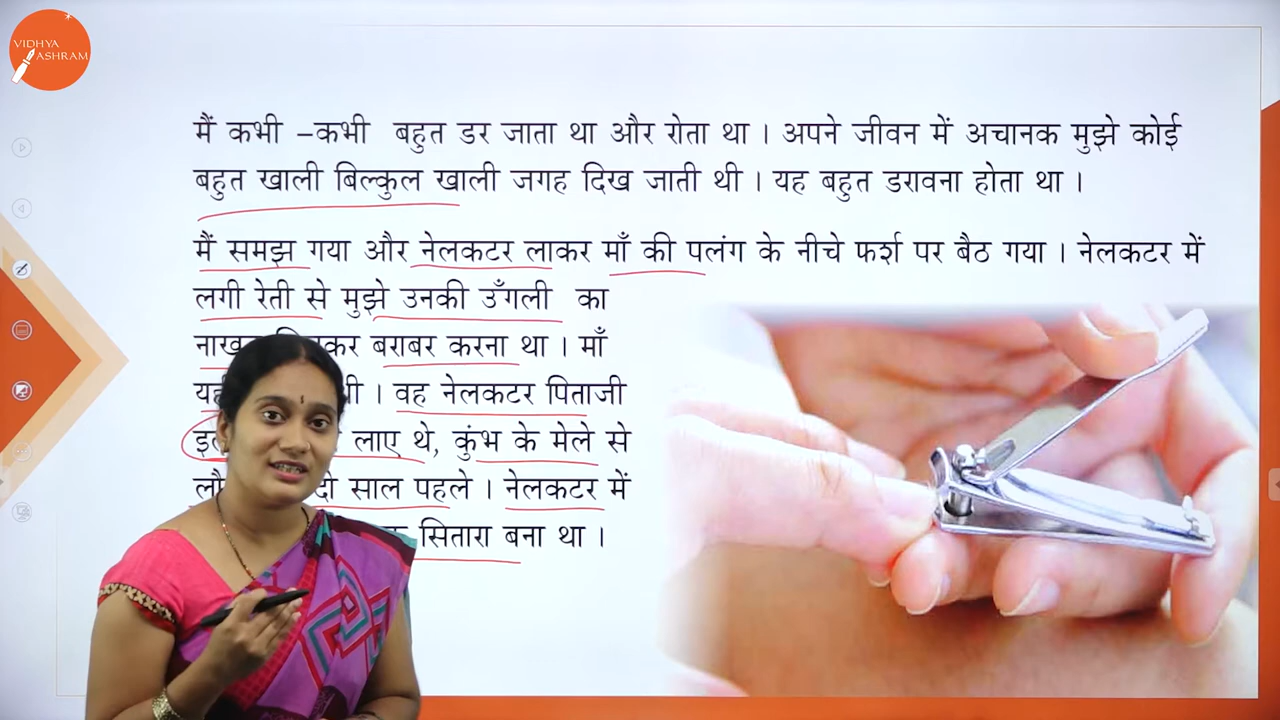 VIDHYA
ASHRAM
मैं कभी –कभी बहुत डर जाता था और रोता था । अपने जीवन में अचानक मुझे कोई
बहुत खाली बिल्कुल खाली जगह दिख जाती थी । यह बहुत डरावना होता था ।
मैं समझ गया और नेलकटर लाकर माँ की पलंग के नीचे फर्श पर बैठ गया । नेलकटर में
लगी रेती से मुझे उनकी उँगली का
बराबर करना था । माँ
। वह नेलकटर पिताजी
लाए थे, कुंभ के मेले से
दो साल पहले । नेलकटर में
सितारा बना था ।